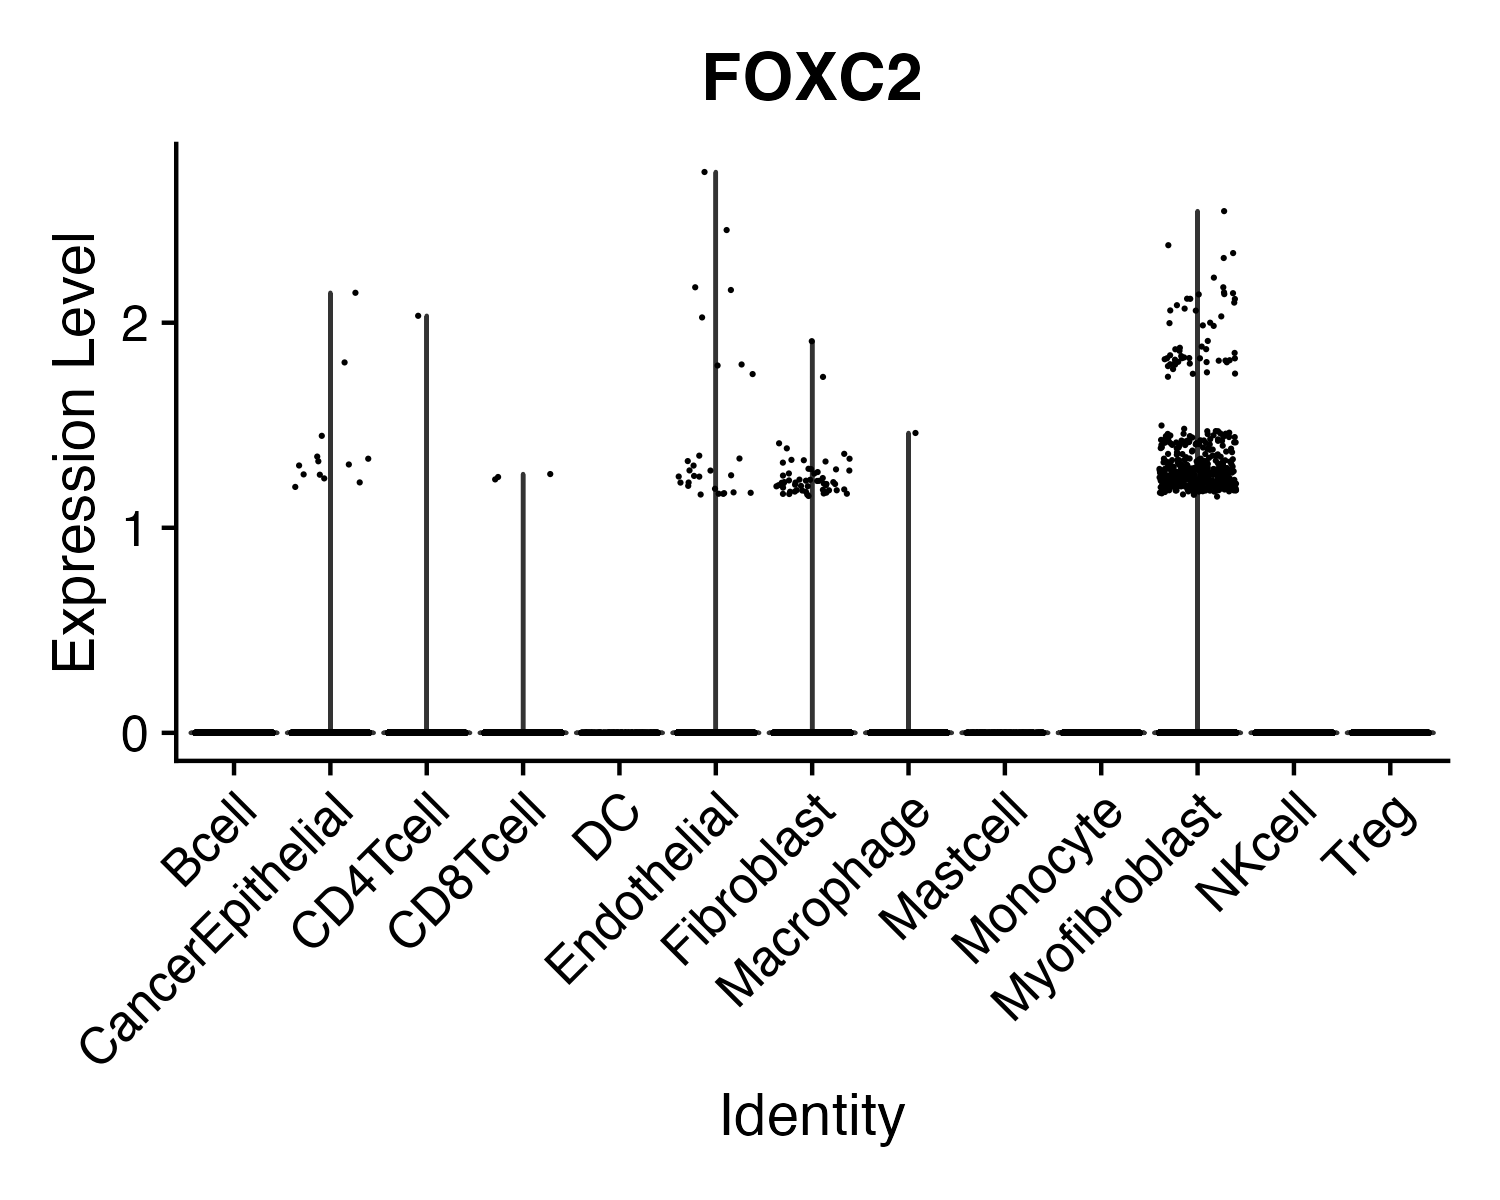 FOXC2
Expression Level
2
1
0
Bcell
CancerEpithelial
CD4Tcell
CD8Tcell
DC
Endothelial
Fibroblast
Macrophage
Mastcell
Monocyte
Myofibroblast
NKcell
Treg
Identity